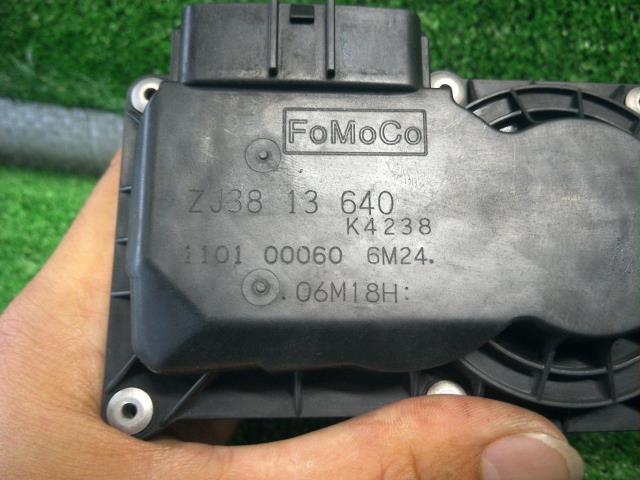 FoMoCo
ZJ38 13 640
K4238
1101 00060 6M24.
.06M18H: